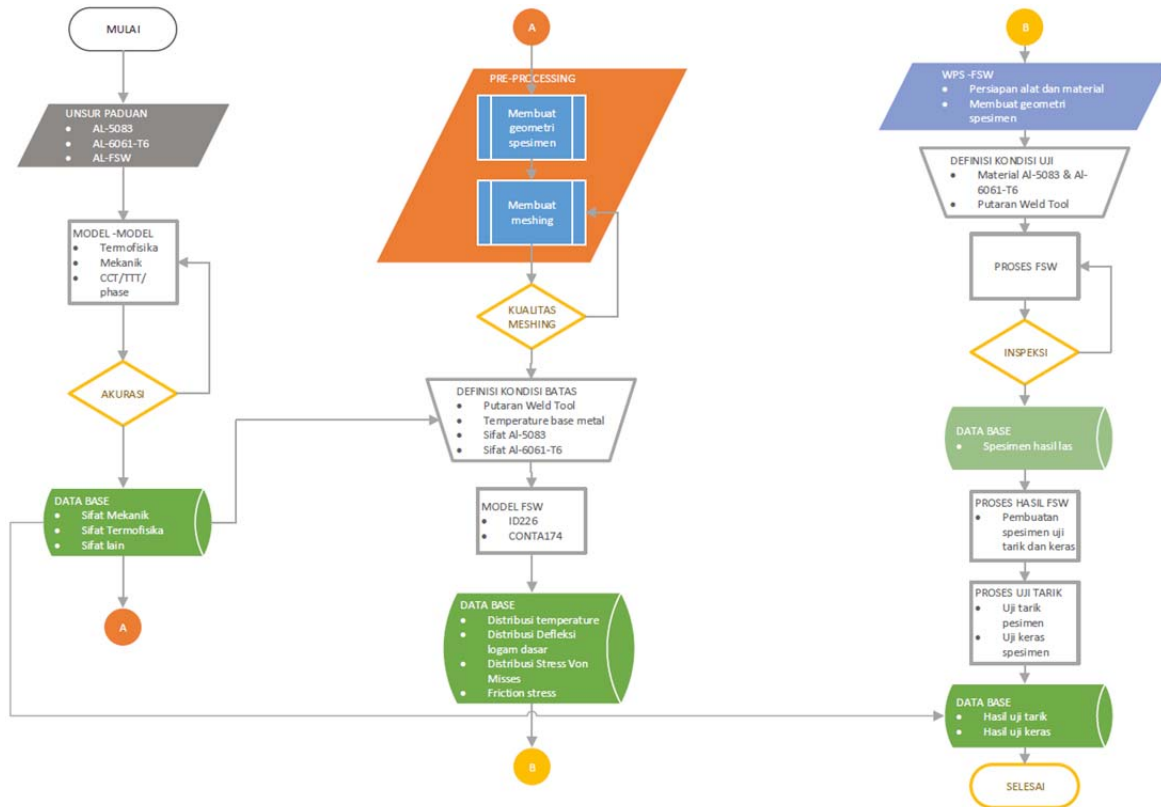 MULAI
UNSUR PADUAN
• AL-5083
• AL-6061-T6
• AL-FSW
MODEL -MODEL
• Termofisika
• Mekanik
• CCT/TTT/
phase
AKURASI
DATA BASE
• Sifat Mekanik
• Sifat Termofisika
• Sifat lain
A
A
PRE-PROCESSING
Membuat
geometri
spesimen
Membuat
meshing
KUALITAS
MESHING
DEFINISI KONDISI BATAS
• Putaran Weld Tool
• Temperature base metal
• Sifat Al-5083
• Sifat Al-6061-T6
MODEL FSW
• ID226
• CONTA174
DATA BASE
• Distribusi temperature
• Distribusi Defleksi
logam dasar
• Distribusi Stress Von
Misses
• Friction stress
B
B
WPS -FSW
• Persiapan alat dan material
• Membuat geometri
spesimen
DEFINISI KONDISI UJI
• Material Al-5083 & Al-
6061-T6
• Putaran Weld Tool
PROSES FSW
INSPEKSI
DATA BASE
• Spesimen hasil las
PROSES HASIL FSW
• Pembuatan
spesimen uji
tarik dan keras
PROSES UJI TARIK
• Uji tarik
pesimen
• Uji keras
spesimen
DATA BASE
• Hasil uji tarik
• Hasil uji keras
SELESAI